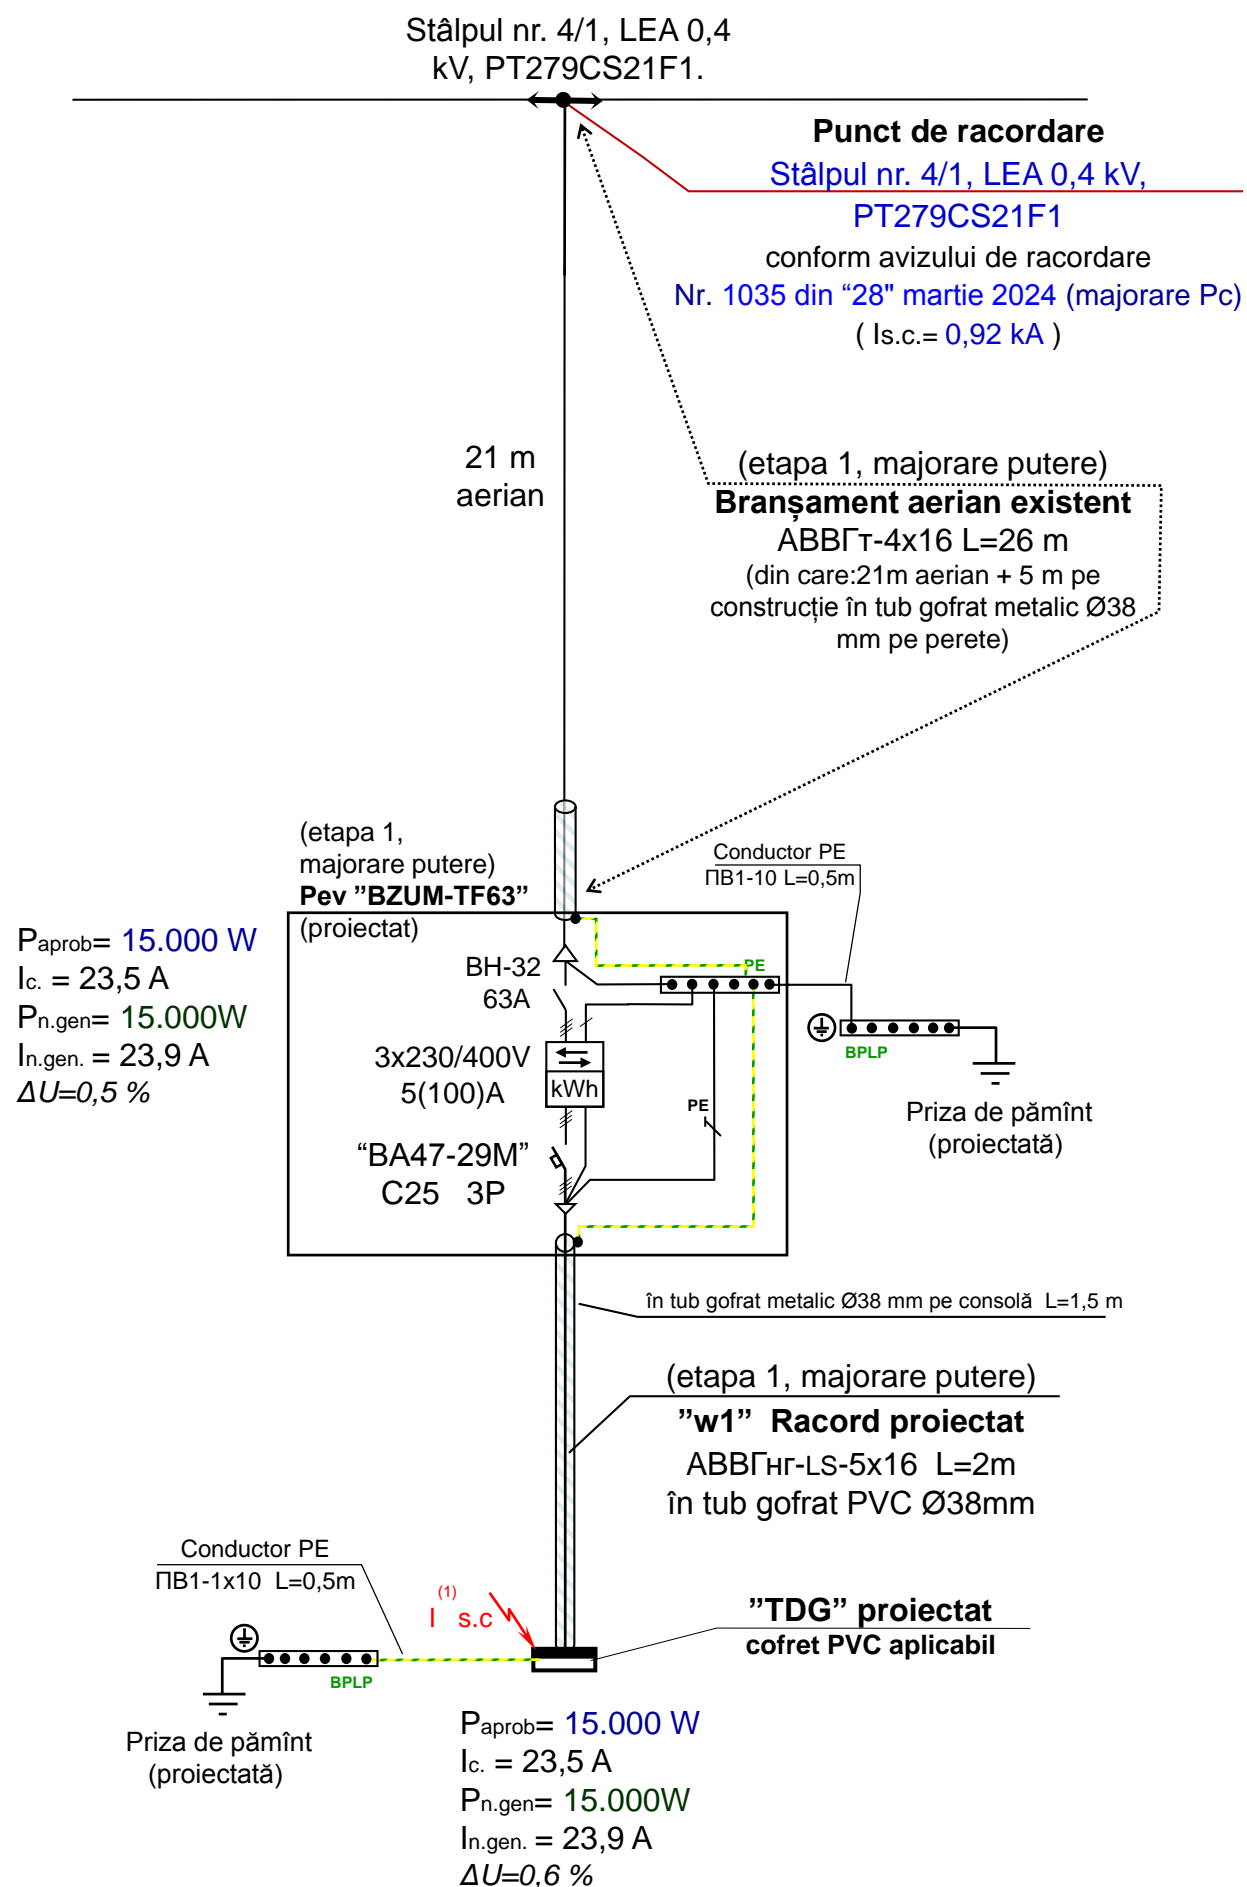 Stâlpul nr. 4/1, LEA 0,4
kV, PT279CS21F1.
Punct de racordare
Stâlpul nr. 4/1, LEA 0,4 kV,
PT279CS21F1
conform avizului de racordare
Nr. 1035 din “28" martie 2024 (majorare Pc)
( Is.c.= 0,92 kA )
21 m
aerian
(etapa 1, majorare putere)
Branșament aerian existent
АВВГт-4x16 L=26 m
(din care:21m aerian + 5 m pe
construcție în tub gofrat metalic Ø38
mm pe perete)
(etapa 1,
majorare putere)
Pev ”BZUM-TF63”
(proiectat)
Conductor PE
ПВ1-10 L=0,5m
Paprob= 15.000 W
Ic. = 23,5 A
Pn.gen= 15.000W
In.gen. = 23,9 A
ΔU=0,5 %
BH-32
63A
PE
3x230/400V
5(100)A
kWh
PE
BPLP
Priza de pămînt
(proiectată)
“BA47-29M”
C25 3P
în tub gofrat metalic Ø38 mm pe consolă L=1,5 m
(etapa 1, majorare putere)
”w1” Racord proiectat
АВВГнг-LS-5x16 L=2m
în tub gofrat PVC Ø38mm
Conductor PE
ПВ1-1x10 L=0,5m
I (1) s.c
”TDG” proiectat
cofret PVC aplicabil
BPLP
Priza de pămînt
(proiectată)
Paprob= 15.000 W
Ic. = 23,5 A
Pn.gen= 15.000W
In.gen. = 23,9 A
ΔU=0,6 %